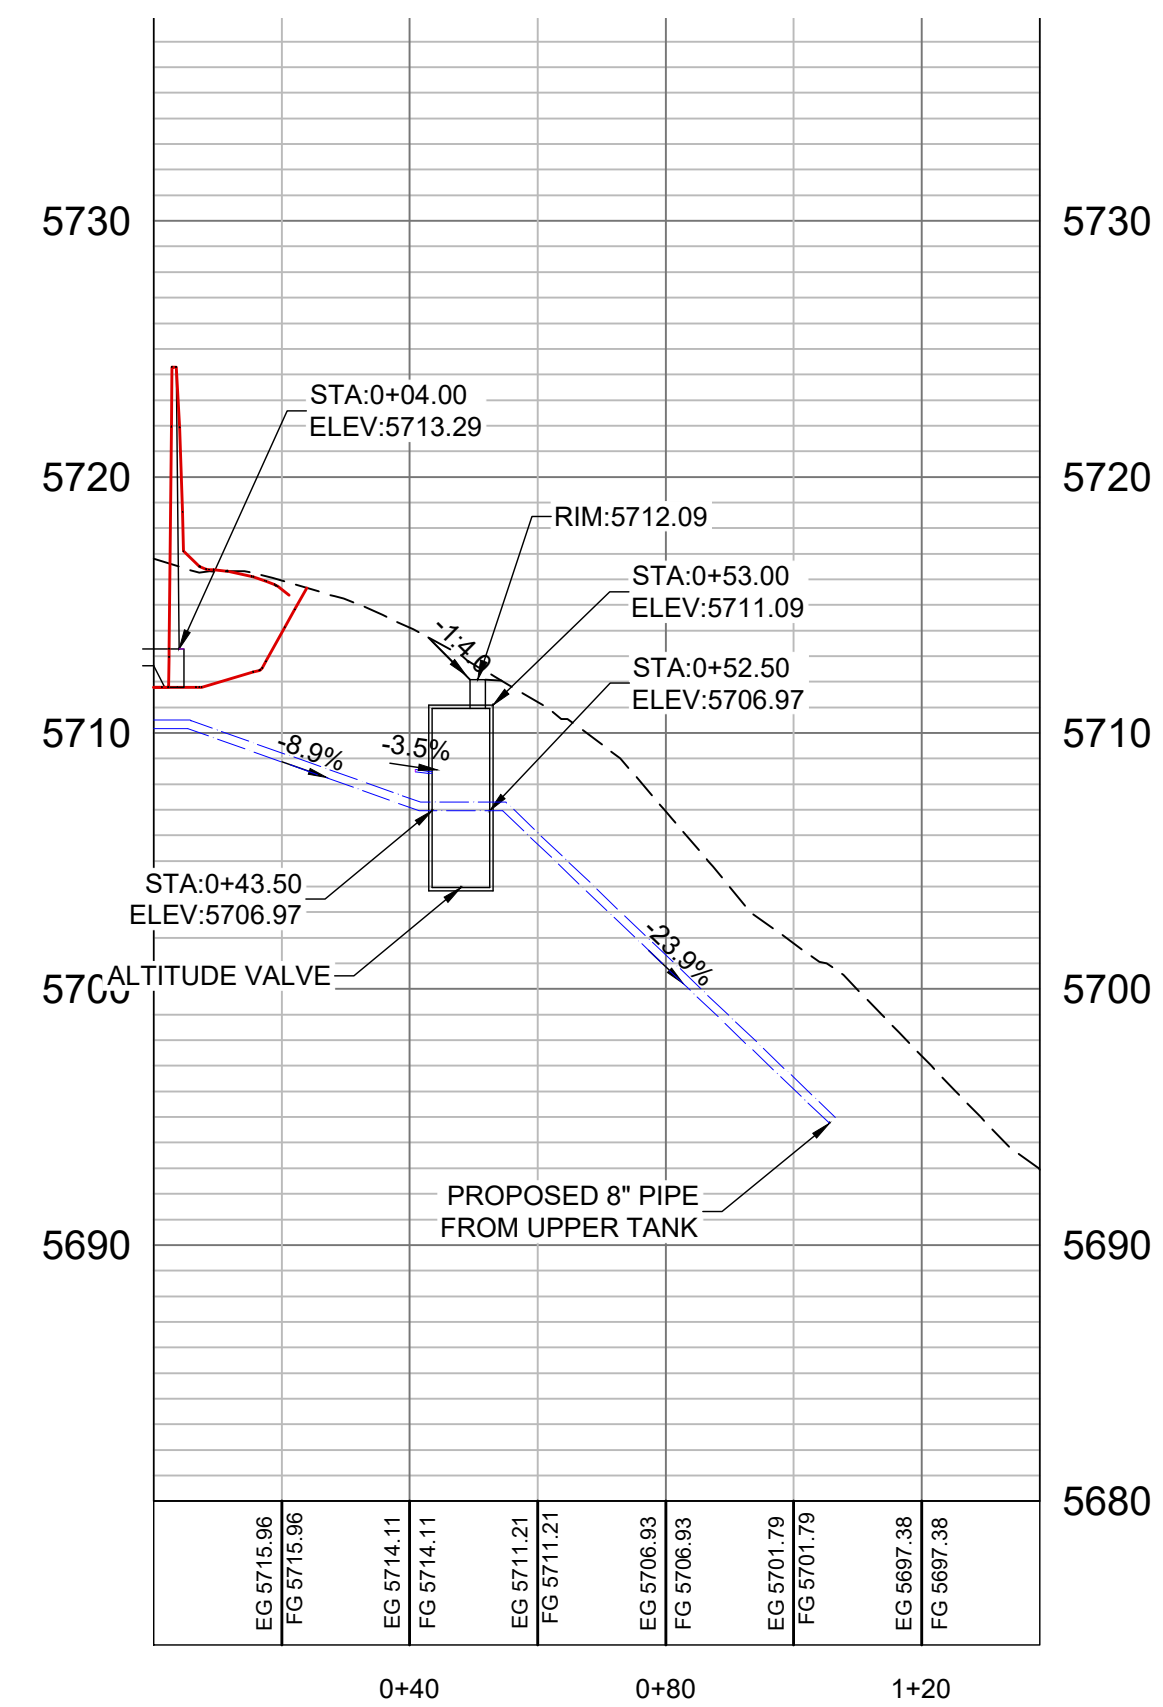 5730
5730
STA:0+04.00
ELEV:5713.29
5720
5720
RIM:5712.09
STA:0+53.00
ELEV:5711.09
STA:0+52.50
ELEV:5706.97
5710
5710
-8.9%
-3.5%
STA:0+43.50
ELEV:5706.97
-23.9%
ALTITUDE VALVE
5700
5700
PROPOSED 8" PIPE
FROM UPPER TANK
5690
5690
5680
EG 5715.96
FG 5715.96
EG 5714.11
FG 5714.11
EG 5711.21
FG 5711.21
EG 5706.93
FG 5706.93
EG 5701.79
FG 5701.79
EG 5697.38
FG 5697.38
0+40
0+80
1+20